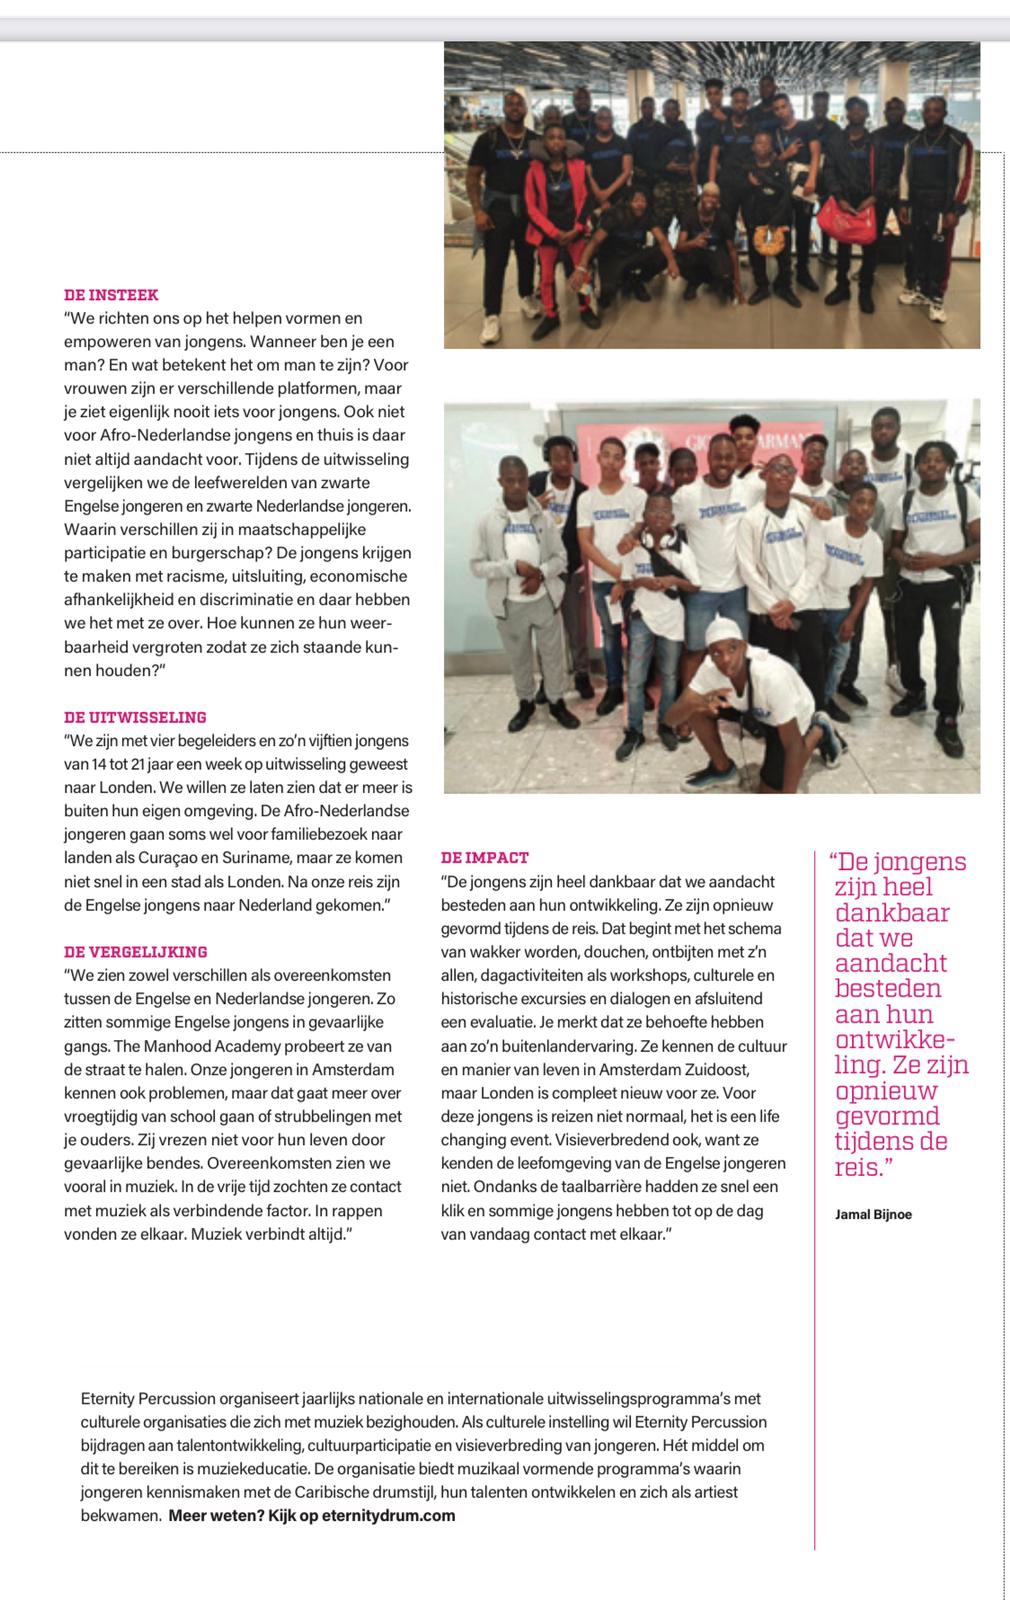 DE INSTEEK
“We richten ons op het helpen vormen en
empoweren van jongens. Wanneer ben je een
man? En wat betekent het om man te zijn? Voor
vrouwen zijn er verschillende platformen, maar
je ziet eigenlijk nooit iets voor jongens. Ook niet
voor Afro-Nederlandse jongens en thuis is daar
niet altijd aandacht voor. Tijdens de uitwisseling
vergelijken we de leefwerelden van zwarte
Engelse jongeren en zwarte Nederlandse jongeren.
Waarin verschillen zij in maatschappelijke
participatie en burgerschap? De jongens krijgen
te maken met racisme, uitsluiting, economische
afhankelijkheid en discriminatie en daar hebben
we het met ze over. Hoe kunnen ze hun weer-
baarheid vergroten zodat ze zich staande kun-
nen houden?“
DE UITWISSELING
“We zijn met vier begeleiders en zo’n vijftien jongens
van 14 tot 21 jaar een week op uitwisseling geweest
naar Londen. We willen ze laten zien dat er meer is
buiten hun eigen omgeving. De Afro-Nederlandse
jongeren gaan soms wel voor familiebezoek naar
landen als Curaçao en Suriname, maar ze komen
niet snel in een stad als Londen. Na onze reis zijn
de Engelse jongens naar Nederland gekomen.”
DE VERGELIJKING
“We zien zowel verschillen als overeenkomsten
tussen de Engelse en Nederlandse jongeren. Zo
zitten sommige Engelse jongens in gevaarlijke
gangs. The Manhood Academy probeert ze van
de straat te halen. Onze jongeren in Amsterdam
kennen ook problemen, maar dat gaat meer over
vroegtijdig van school gaan of strubbelingen met
je ouders. Zij vrezen niet voor hun leven door
gevaarlijke bendes. Overeenkomsten zien we
vooral in muziek. In de vrije tijd zochten ze contact
met muziek als verbindende factor. In rappen
vonden ze elkaar. Muziek verbindt altijd.”
DE IMPACT
“De jongens zijn heel dankbaar dat we aandacht
besteden aan hun ontwikkeling. Ze zijn opnieuw
gevormd tijdens de reis. Dat begint met het schema
van wakker worden, douchen, ontbijten met z’n
allen, dagactiviteiten als workshops, culturele en
historische excursies en dialogen en afsluitend
een evaluatie. Je merkt dat ze behoefte hebben
aan zo’n buitenlandervaring. Ze kennen de cultuur
en manier van leven in Amsterdam Zuidoost,
maar Londen is compleet nieuw voor ze. Voor
deze jongens is reizen niet normaal, het is een life
changing event. Visieverbredend ook, want ze
kenden de leefomgeving van de Engelse jongeren
niet. Ondanks de taalbarrière hadden ze snel een
klik en sommige jongens hebben tot op de dag
van vandaag contact met elkaar.”
“De jongens
zijn heel
dankbaar
dat we
aandacht
besteden
aan hun
ontwikke-
ling. Ze zijn
opnieuw
gevormd
tijdens de
reis.”
Jamal Bijnoe
Eternity Percussion organiseert jaarlijks nationale en internationale uitwisselingsprogramma’s met
culturele organisaties die zich met muziek bezighouden. Als culturele instelling wil Eternity Percussion
bijdragen aan talentontwikkeling, cultuurparticipatie en visieverbreding van jongeren. Hét middel om
dit te bereiken is muziekeducatie. De organisatie biedt muzikaal vormende programma’s waarin
jongeren kennismaken met de Caribische drumstijl, hun talenten ontwikkelen en zich als artiest
bekwamen. Meer weten? Kijk op eternitydrum.com